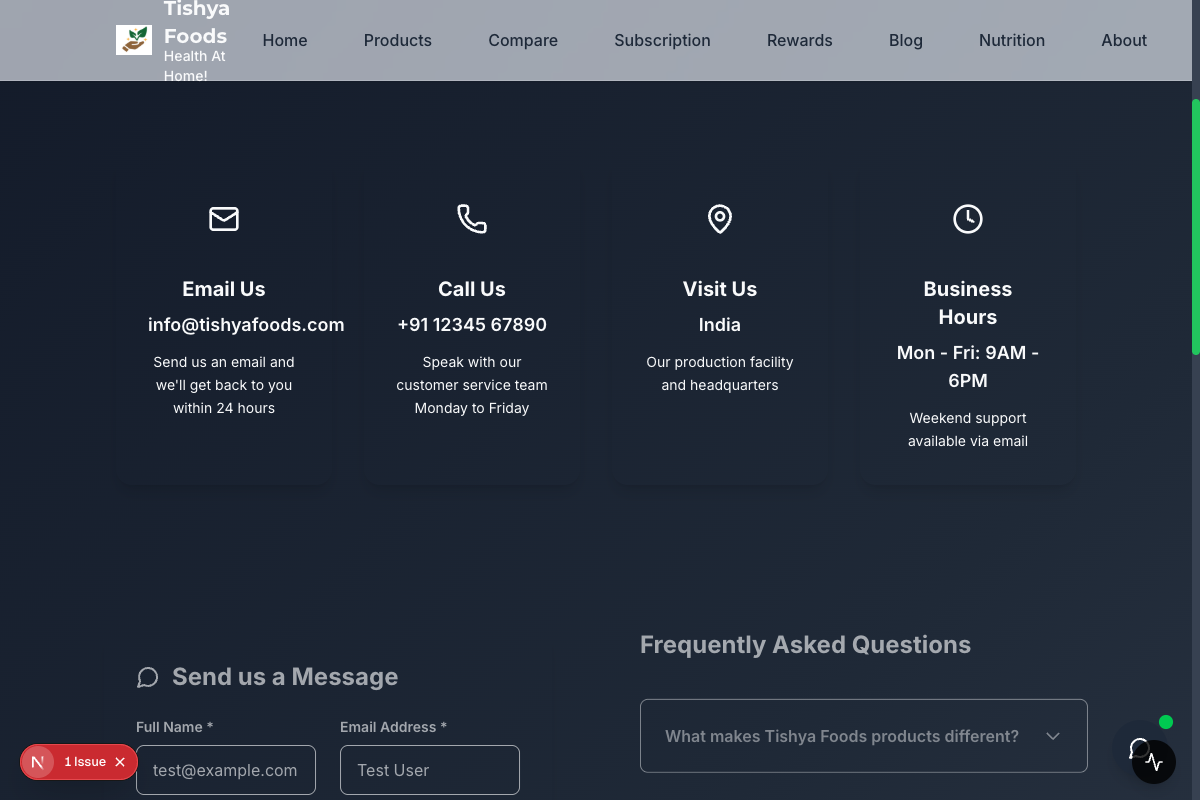 Tishya
Foods
Health At
Home!
Home
Products
Compare
Subscription
Rewards
Blog
Nutrition
About
Email Us
info@tishyafoods.com
Send us an email and
we'll get back to you
within 24 hours
Call Us
+91 12345 67890
Speak with our
customer service team
Monday to Friday
Visit Us
India
Our production facility
and headquarters
Business
Hours
Mon - Fri: 9AM -
6PM
Weekend support
available via email
Send us a Message
Full Name *
test@example.com
Email Address *
Test User
Frequently Asked Questions
What makes Tishya Foods products different?
N
1 Issue